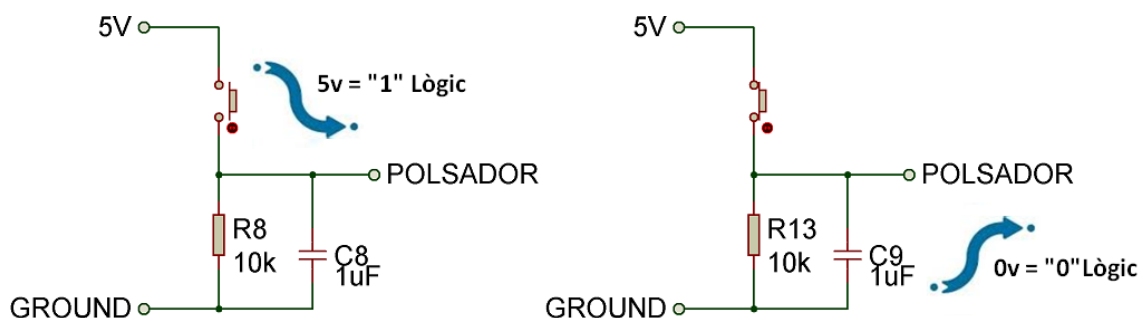 5V
5v = "1" Lògic
POLSADOR
R8
10k
C8
1uF
GROUND
5V
POLSADOR
R13
10k
C9
1uF
0v = "0"Lògic
GROUND